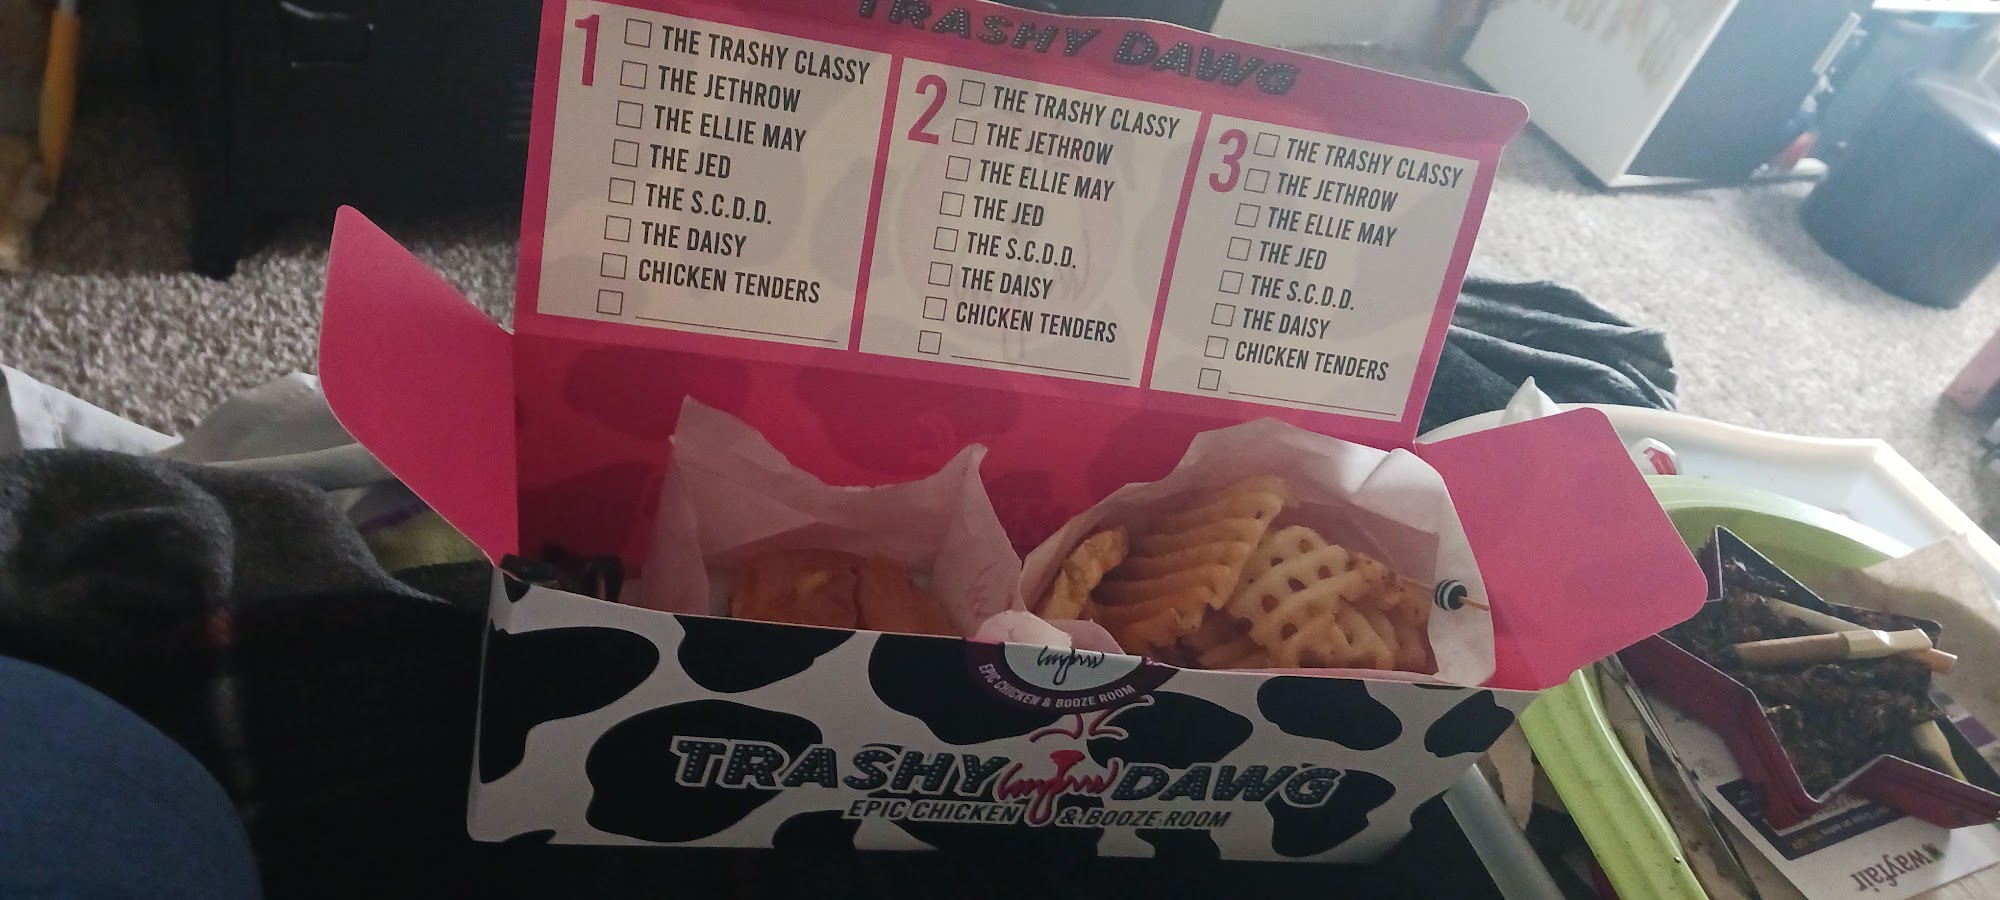 TRASHY DAWG
1
THE TRASHY CLASSY
THE JETHROW
THE ELLIE MAY
THE JED
THE S.C.D.D.
THE DAISY
CHICKEN TENDERS
2
THE TRASHY CLASSY
THE JETHROW
THE ELLIE MAY
THE JED
THE S.C.D.D.
THE DAISY
CHICKEN TENDERS
3
THE TRASHY CLASSY
THE JETHROW
THE ELLIE MAY
THE JED
THE S.C.D.D.
THE DAISY
CHICKEN TENDERS
EPIC CHICKEN & BOOZE ROOM
TRASHY DAWG
EPIC CHICKEN & BOOZE ROOM
wayfair